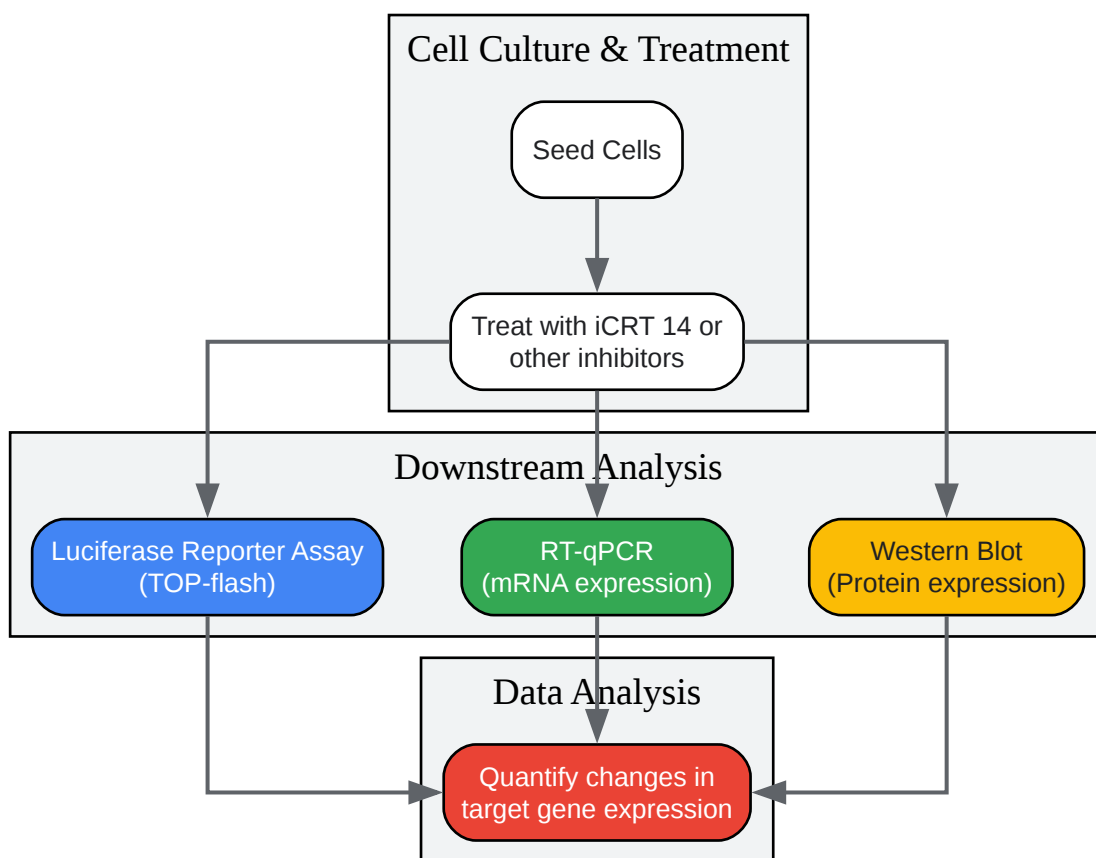 Cell Culture & Treatment
Seed Cells
Treat with iCRT 14 or
other inhibitors
Downstream Analysis
Luciferase Reporter Assay
(TOP-flash)
RT-qPCR
(mRNA expression)
Western Blot
(Protein expression)
Data Analysis
Quantify changes in
target gene expression